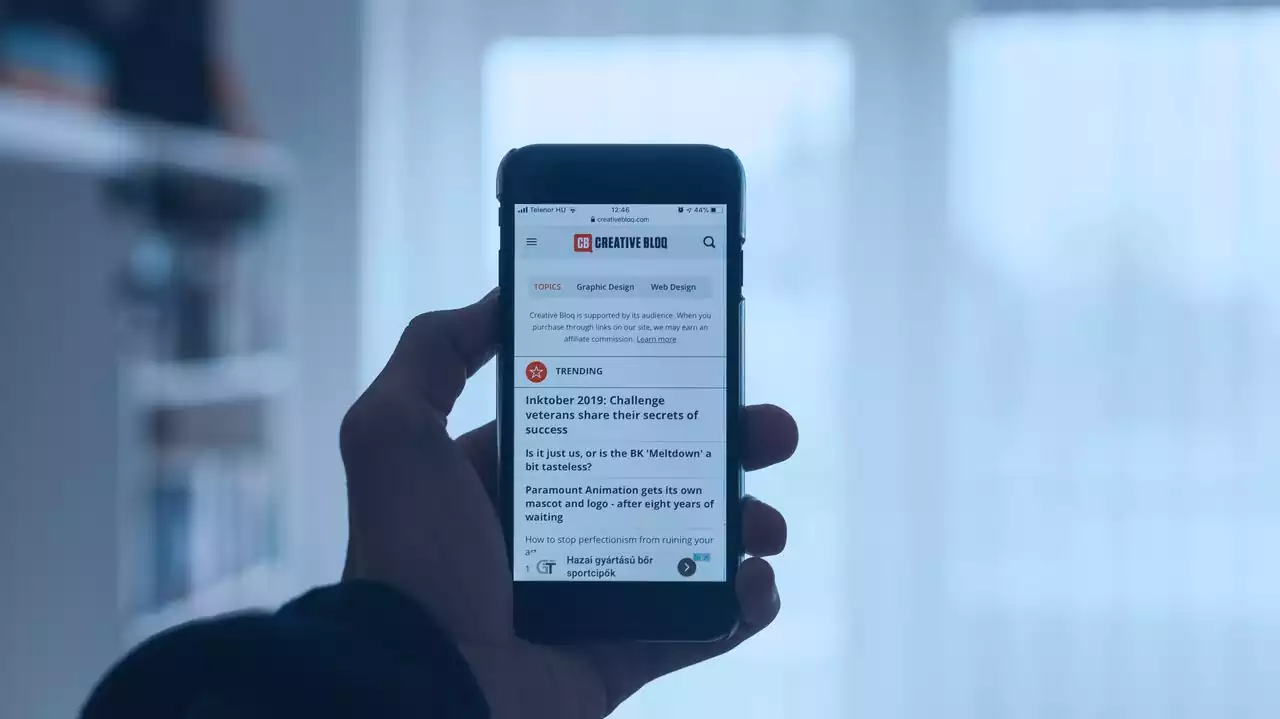 Telenor HU 12:46 44%
creativebloq.com
CB CREATIVE BLOQ
TOPICS Graphic Design Web Design
Creative Bloq is supported by its audience. When you
purchase through links on our site, we may earn an
affiliate commission. Learn more
TRENDING
Inktober 2019: Challenge
veterans share their secrets of
success
Is it just us, or is the BK 'Meltdown' a
bit tasteless?
Paramount Animation gets its own
mascot and logo - after eight years of
waiting
How to stop perfectionism from ruining your
1 GT Hazai gyártású bőr
sportcipők